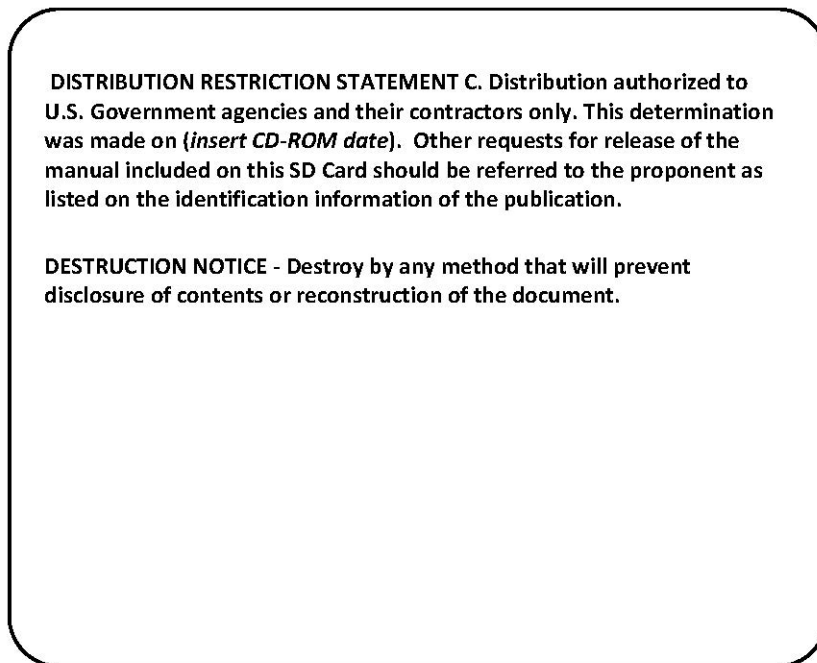 DISTRIBUTION RESTRICTION STATEMENT C. Distribution authorized to
U.S. Government agencies and their contractors only. This determination
was made on (insert CD-ROM date).  Other requests for release of the
manual included on this SD Card should be referred to the proponent as
listed on the identification information of the publication.
DESTRUCTION NOTICE - Destroy by any method that will prevent
disclosure of contents or reconstruction of the document.